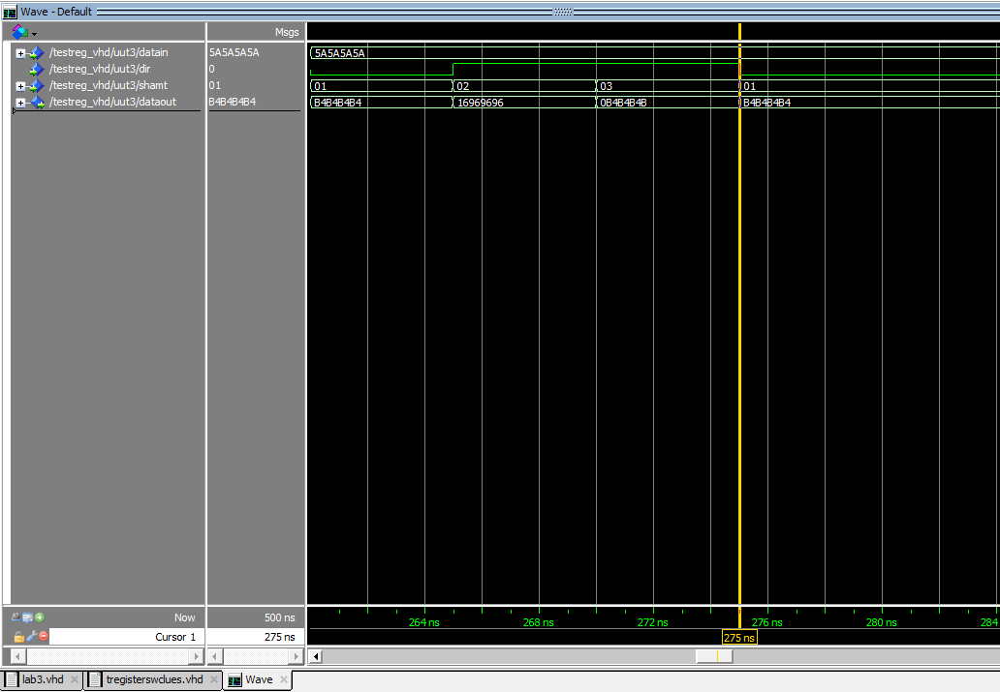 Wave - Default
Msgs
/testreg_vhd/uut3/datain 5A5A5A5A 5A5A5A5A
/testreg_vhd/uut3/dir 0
/testreg_vhd/uut3/shamt 01 01 02 03 01
/testreg_vhd/uut3/dataout B4B4B4B4 B4B4B4B4 16969696 0B4B4B4B B4B4B4B4
Now 500 ns 264 ns 268 ns 272 ns 276 ns 280 ns 284
Cursor 1 275 ns 275 ns
lab3.vhd tregisterswclues.vhd Wave